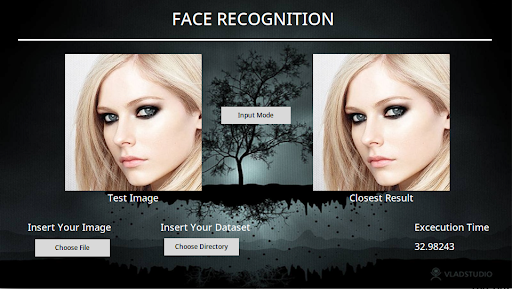 FACE RECOGNITION
Input Mode
Test Image
Closest Result
Insert Your Image
Insert Your Dataset
Excecution Time
Choose File
Choose Directory
32.98243
VLADSTUDIO